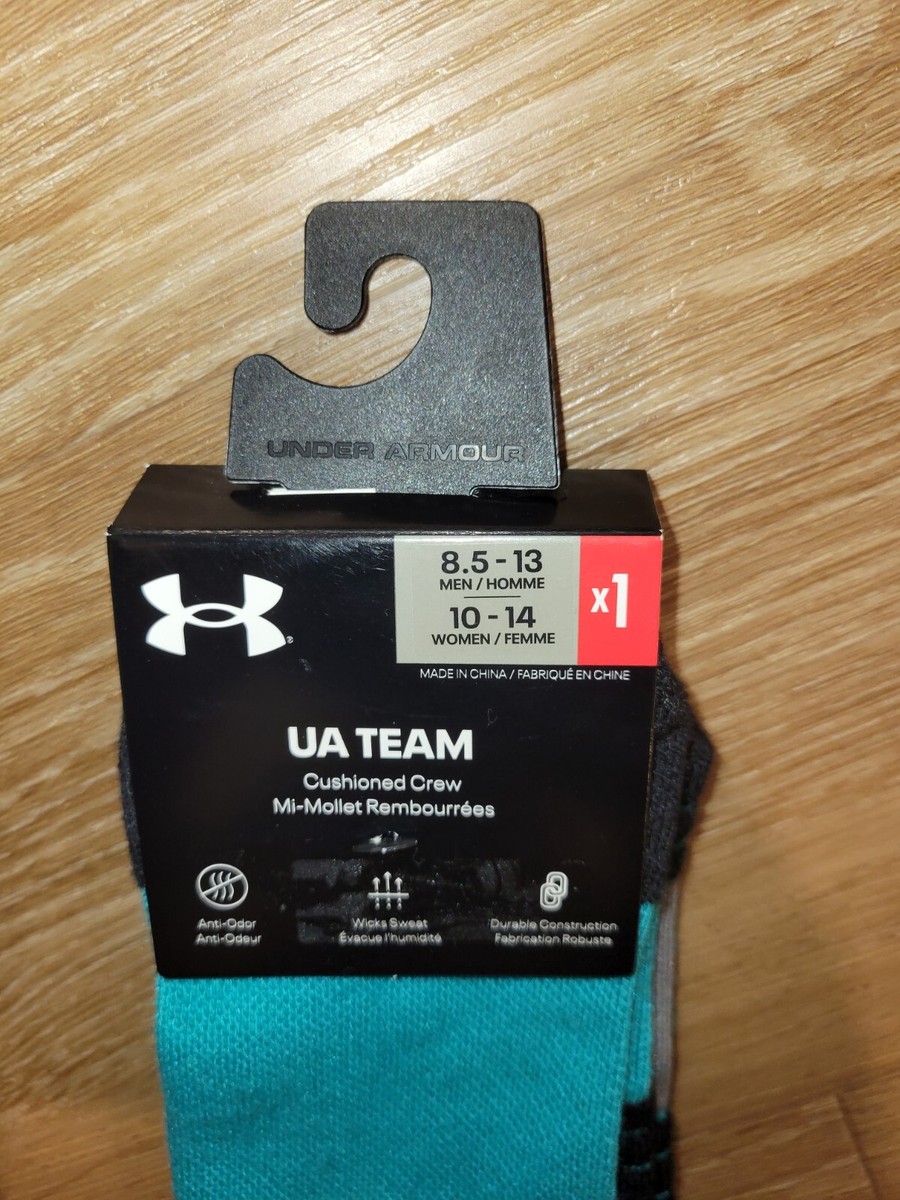 UNDER ARMOUR
8.5 - 13
MEN / HOMME
10 - 14
WOMEN / FEMME
x1
MADE IN CHINA / FABRIQUÉ EN CHINE
UA TEAM
Cushioned Crew
Mi-Mollet Rembourrées
Anti-Odor
Anti-Odeur
Wicks Sweat
Évacue l'humidité
Durable Construction
Fabrication Robuste